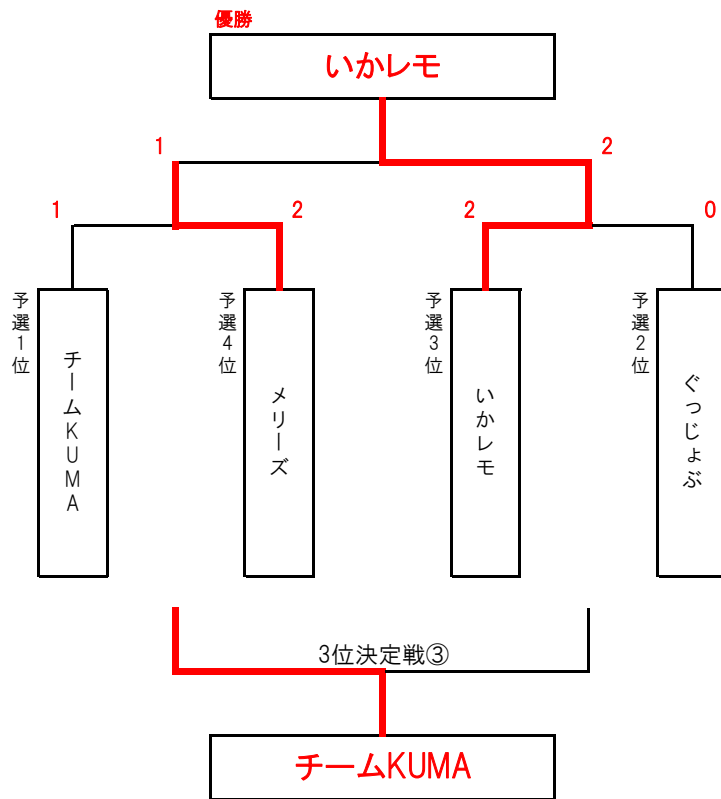 優勝
いかレモ
1
2
1
2
2
0
予選1位
チームKUMA
予選4位
メリーズ
予選3位
いかレモ
予選2位
ぐっじょぶ
3位決定戦③
チームKUMA